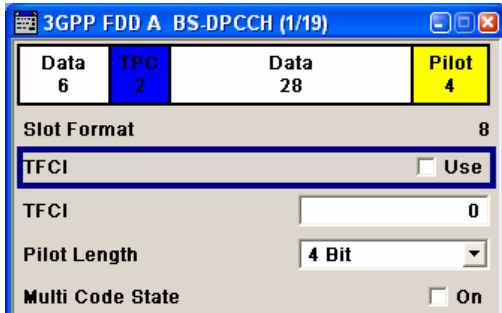 3GPP FDD A BS-DPCCH (1/19)
Data TPC Data Pilot
6 2 28 4
Slot Format 8
TFCI Use
TFCI 0
Pilot Length 4 Bit
Multi Code State On